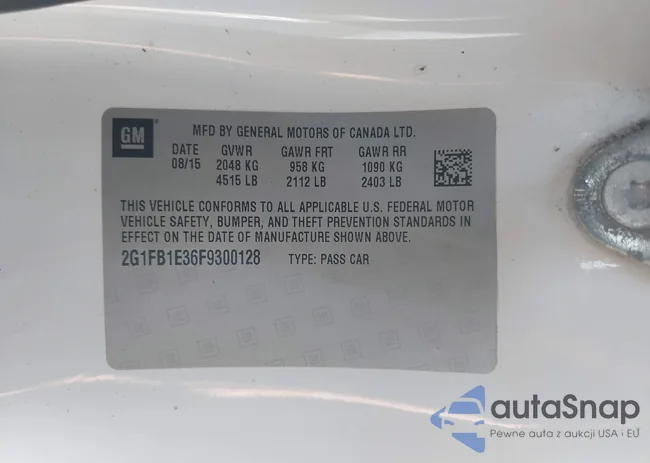 GM
MFD BY GENERAL MOTORS OF CANADA LTD.
DATE GVWR GAWR FRT GAWR RR
08/15 2048 KG 958 KG 1090 KG
4515 LB 2112 LB 2403 LB
THIS VEHICLE CONFORMS TO ALL APPLICABLE U.S. FEDERAL MOTOR
VEHICLE SAFETY, BUMPER, AND THEFT PREVENTION STANDARDS IN
EFFECT ON THE DATE OF MANUFACTURE SHOWN ABOVE.
2G1FB1E36F9300128 TYPE: PASS CAR
autaSnap
Pewne auta z aukcji USA i EU